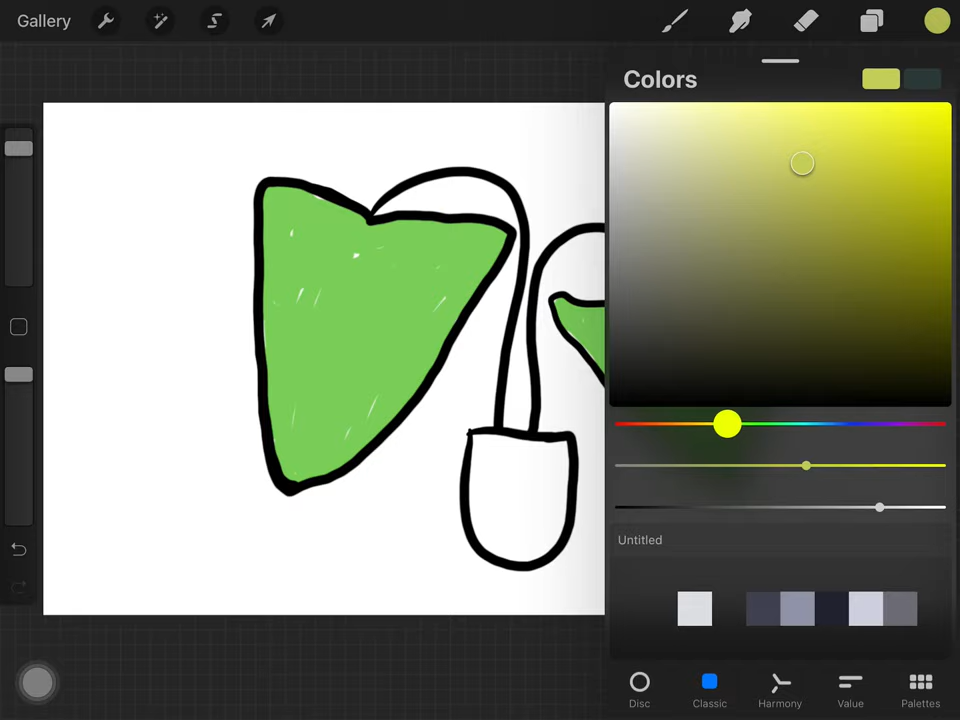 Gallery
Colors
Untitled
Disc
Classic
Harmony
Value
Palettes